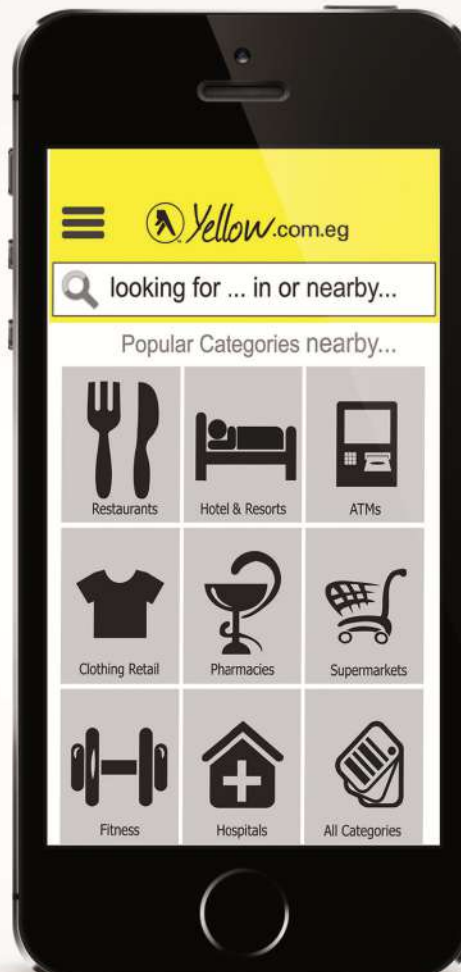 Yellow.com.eg
looking for ... in or nearby...
Popular Categories nearby...
Restaurants
Hotel & Resorts
ATMs
Clothing Retail
Pharmacies
Supermarkets
Fitness
Hospitals
All Categories